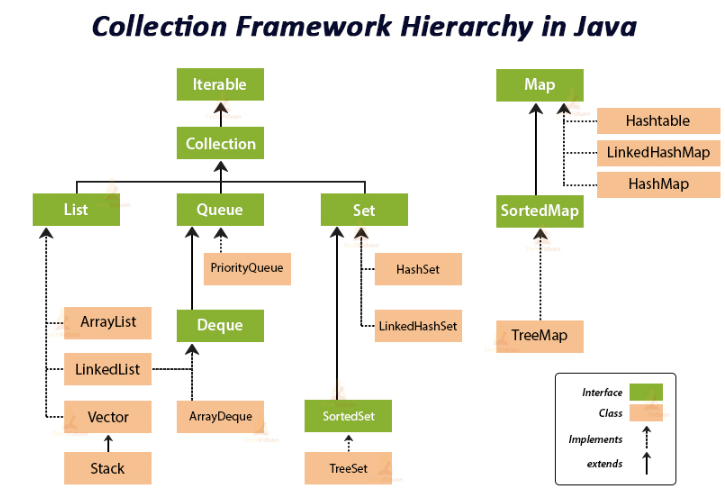 Collection Framework Hierarchy in Java
Iterable
Map
Hashtable
Collection
LinkedHashMap
HashMap
List
Queue
Set
SortedMap
PriorityQueue
HashSet
ArrayList
Deque
LinkedHashSet
TreeMap
LinkedList
Vector
ArrayDeque
SortedSet
Stack
TreeSet
Interface
Class
Implements
extends